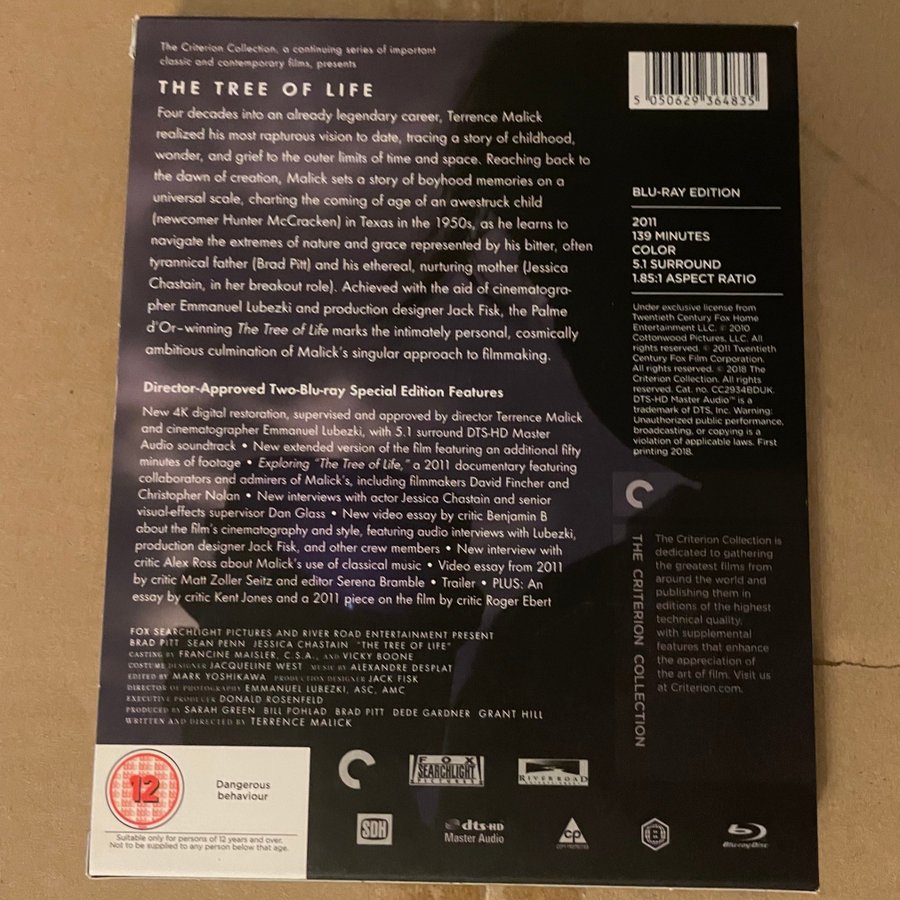 The Criterion Collection, a continuing series of important
classic and contemporary films, presents
THE TREE OF LIFE
Four decades into an already legendary career, Terrence Malick
realized his most rapturous vision to date, tracing a story of childhood,
wonder, and grief to the outer limits of time and space. Reaching back to
the dawn of creation, Malick sets a story of boyhood memories on a
universal scale, charting the coming of age of an awestruck child
(newcomer Hunter McCracken) in Texas in the 1950s, as he learns to
navigate the extremes of nature and grace represented by his bitter, often
tyrannical father (Brad Pitt) and his ethereal, nurturing mother (Jessica
Chastain, in her breakout role). Achieved with the aid of cinematogra-
pher Emmanuel Lubezki and production designer Jack Fisk, the Palme
d'Or–winning The Tree of Life marks the intimately personal, cosmically
ambitious culmination of Malick's singular approach to filmmaking.
Director-Approved Two-Blu-ray Special Edition Features
New 4K digital restoration, supervised and approved by director Terrence Malick
and cinematographer Emmanuel Lubezki, with 5.1 surround DTS-HD Master
Audio soundtrack • New extended version of the film featuring an additional fifty
minutes of footage • Exploring "The Tree of Life," a 2011 documentary featuring
collaborators and admirers of Malick's, including filmmakers David Fincher and
Christopher Nolan • New interviews with actor Jessica Chastain and senior
visual-effects supervisor Dan Glass • New video essay by critic Benjamin B
about the film's cinematography and style, featuring audio interviews with Lubezki,
production designer Jack Fisk, and other crew members • New interview with
critic Alex Ross about Malick's use of classical music • Video essay from 2011
by critic Matt Zoller Seitz and editor Serena Bramble • Trailer • PLUS: An
essay by critic Kent Jones and a 2011 piece on the film by critic Roger Ebert
FOX SEARCHLIGHT PICTURES AND RIVER ROAD ENTERTAINMENT PRESENT
BRAD PITT SEAN PENN JESSICA CHASTAIN "THE TREE OF LIFE"
CASTING BY FRANCINE MAISLER, C.S.A., AND VICKY BOONE
COSTUME DESIGNER JACQUELINE WEST MUSIC BY ALEXANDRE DESPLAT
EDITED BY MARK YOSHIKAWA PRODUCTION DESIGNER JACK FISK
DIRECTOR OF PHOTOGRAPHY EMMANUEL LUBEZKI, ASC, AMC
EXECUTIVE PRODUCER DONALD ROSENFELD
PRODUCED BY SARAH GREEN BILL POHLAD BRAD PITT DEDE GARDNER GRANT HILL
WRITTEN AND DIRECTED BY TERRENCE MALICK
12
Dangerous
behaviour
Suitable only for persons of 12 years and over.
Not to be supplied to any person below that age.
5 050629 364835
BLU-RAY EDITION
2011
139 MINUTES
COLOR
5.1 SURROUND
1.85:1 ASPECT RATIO
Under exclusive license from
Twentieth Century Fox Home
Entertainment LLC. © 2010
Cottonwood Pictures, LLC. All
rights reserved. © 2011 Twentieth
Century Fox Film Corporation.
All rights reserved. © 2018 The
Criterion Collection. All rights
reserved. Cat. no. CC2934BDUK.
DTS-HD Master Audio™ is a
trademark of DTS, Inc. Warning:
Unauthorized public performance,
broadcasting, or copying is a
violation of applicable laws. First
printing 2018.
THE CRITERION COLLECTION
The Criterion Collection is
dedicated to gathering
the greatest films from
around the world and
publishing them in
editions of the highest
technical quality,
with supplemental
features that enhance
the appreciation of
the art of film. Visit us
at Criterion.com.
FOX
SEARCHLIGHT
PICTURES
RIVER ROAD
SDH
dts-HD
Master Audio
cp
COPY PROTECTED
B
Blu-ray Disc